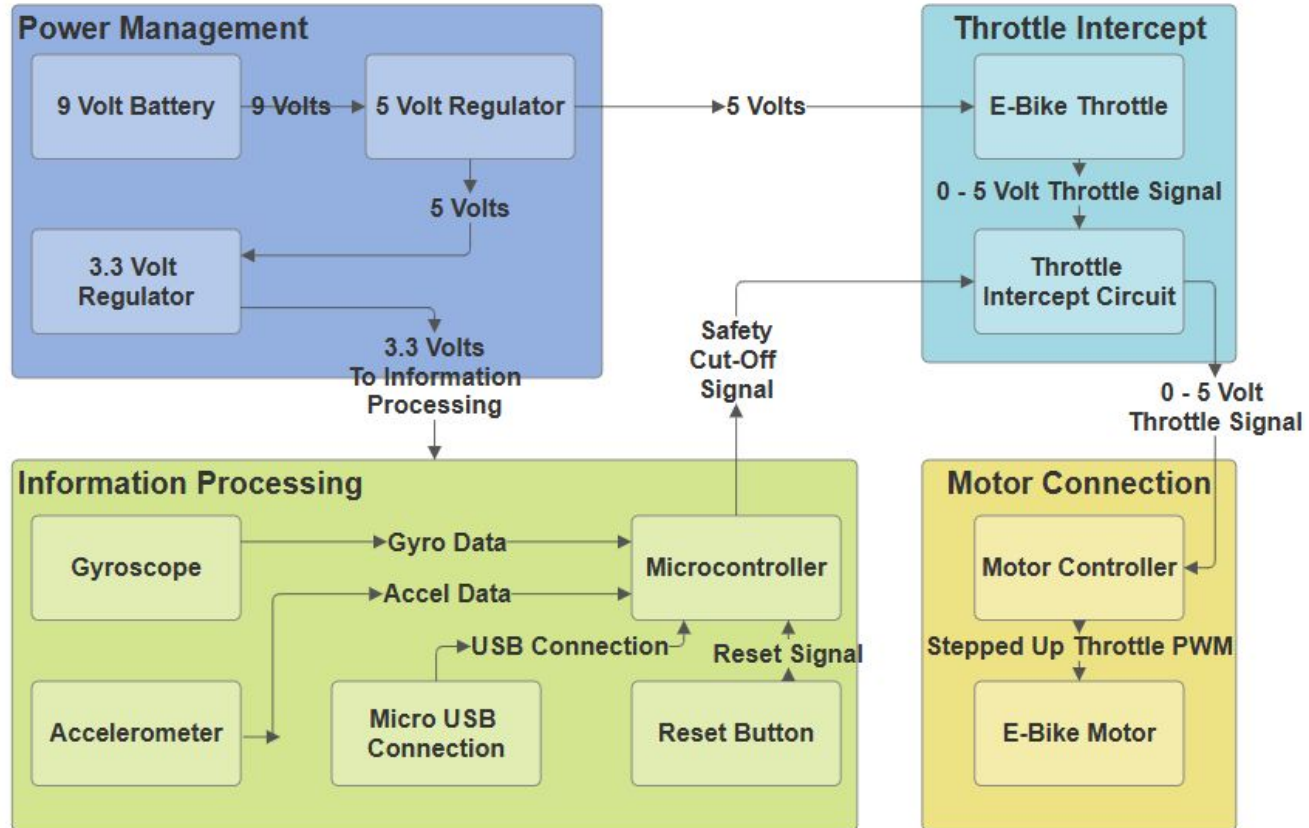 Power Management
9 Volt Battery
9 Volts
5 Volt Regulator
5 Volts
5 Volts
3.3 Volt
Regulator
3.3 Volts
To Information
Processing
Throttle Intercept
E-Bike Throttle
0 - 5 Volt Throttle Signal
Throttle
Intercept Circuit
Safety
Cut-Off
Signal
0 - 5 Volt
Throttle Signal
Information Processing
Gyroscope
Gyro Data
Microcontroller
Accel Data
USB Connection
Reset Signal
Accelerometer
Micro USB
Connection
Reset Button
Motor Connection
Motor Controller
Stepped Up Throttle PWM
E-Bike Motor